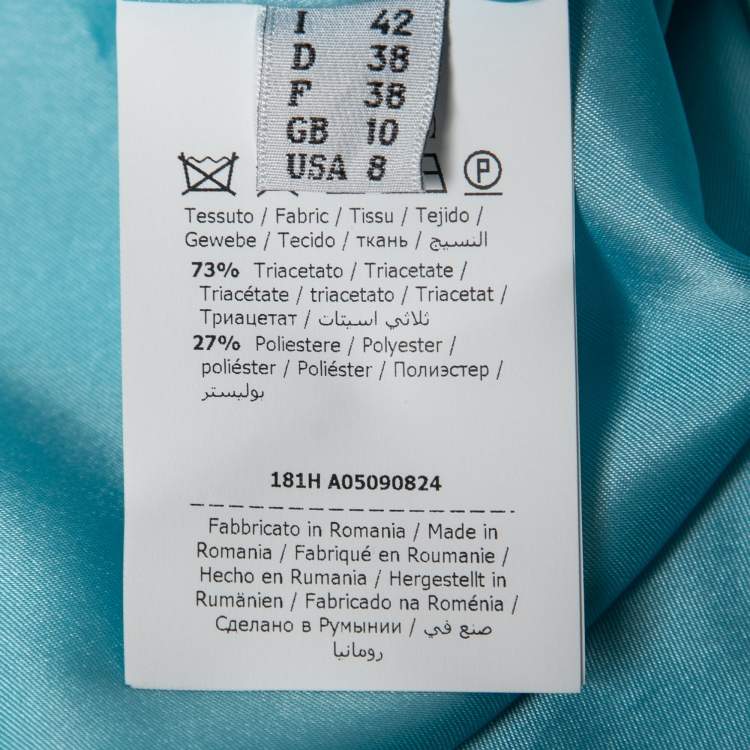 I 42
D 38
F 38
GB 10
USA 8
P
Tessuto / Fabric / Tissu / Tejido /
Gewebe / Tecido / ткань / النسيج
73% Triacetato / Triacetate /
Triacétate / triacetato / Triacetat /
Триацетат / ثلاثي اسيتات
27% Poliestere / Polyester /
poliéster / Poliéster / Полиэстер /
بوليستر
181H A05090824
Fabbricato in Romania / Made in
Romania / Fabriqué en Roumanie /
Hecho en Rumania / Hergestellt in
Rumänien / Fabricado na Roménia /
Сделано в Румынии / صنع في
رومانيا